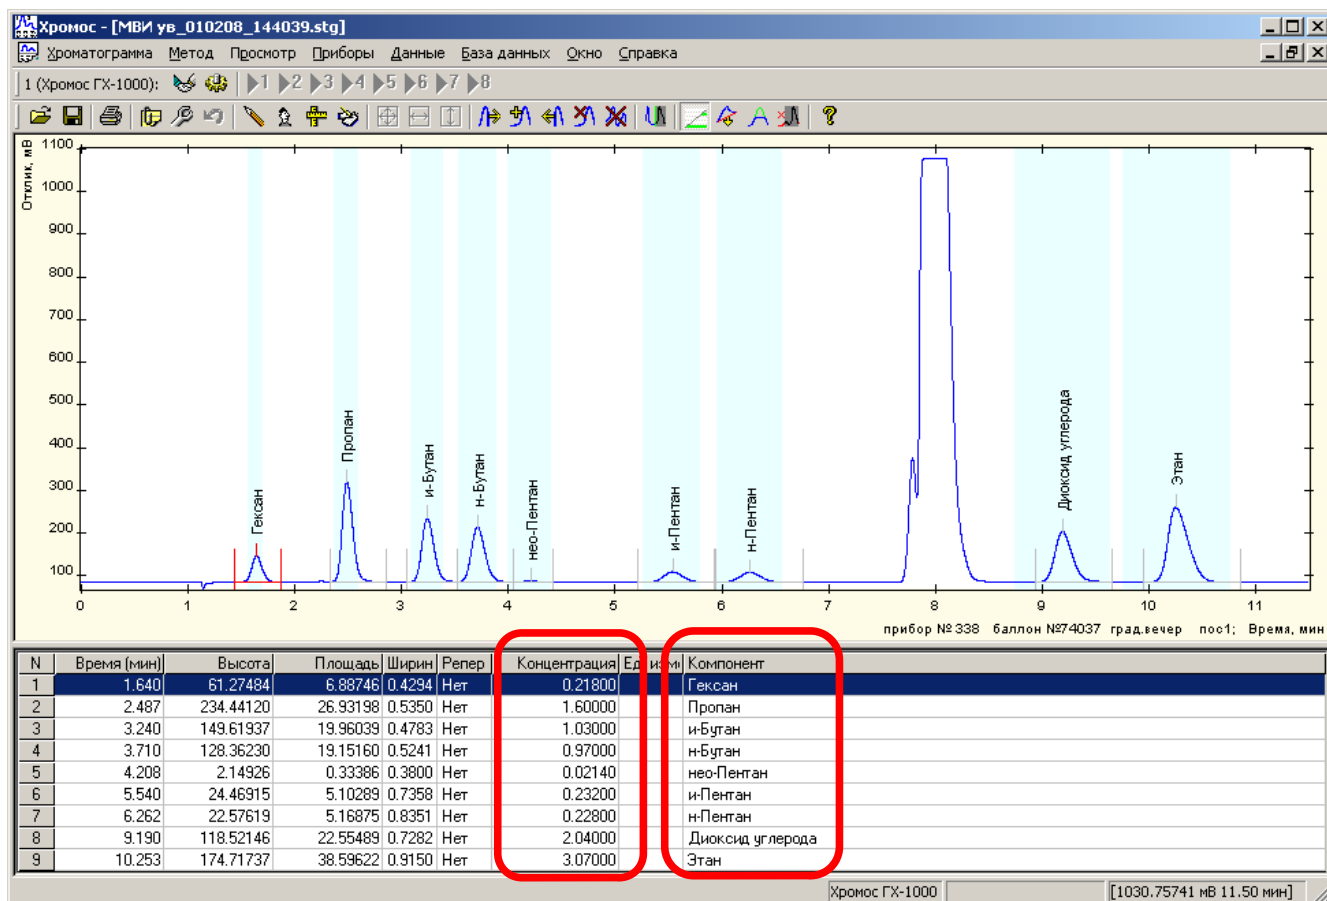 Хромос - [МВИ ув_010208_144039.stg]
Хроматограмма Метод Просмотр Приборы Данные База данных Окно Справка
1 (Хромос ГХ-1000): 1 2 3 4 5 6 7 8
Отклик, мВ
1100
1000
900
800
700
600
500
400
300
200
100
Гексан
Пропан
и-Бутан
н-Бутан
нео-Пентан
и-Пентан
н-Пентан
Диоксид углерода
Этан
0 1 2 3 4 5 6 7 8 9 10 11
прибор № 338 баллон №74037 град.вечер пос1; Время, мин
N Время (мин) Высота Площадь Ширин Репер Концентрация Компонент
1 1.640 61.27484 6.88746 0.4294 Нет 0.21800 Гексан
2 2.487 234.44120 26.93198 0.5350 Нет 1.60000 Пропан
3 3.240 149.61937 19.96039 0.4783 Нет 1.03000 и-Бутан
4 3.710 128.36230 19.15160 0.5241 Нет 0.97000 н-Бутан
5 4.208 2.14926 0.33386 0.3800 Нет 0.02140 нео-Пентан
6 5.540 24.46915 5.10289 0.7358 Нет 0.23200 и-Пентан
7 6.262 22.57619 5.16875 0.8351 Нет 0.22800 н-Пентан
8 9.190 118.52146 22.55489 0.7282 Нет 2.04000 Диоксид углерода
9 10.253 174.71737 38.59622 0.9150 Нет 3.07000 Этан
Хромос ГХ-1000 [1030.75741 мВ 11.50 мин]